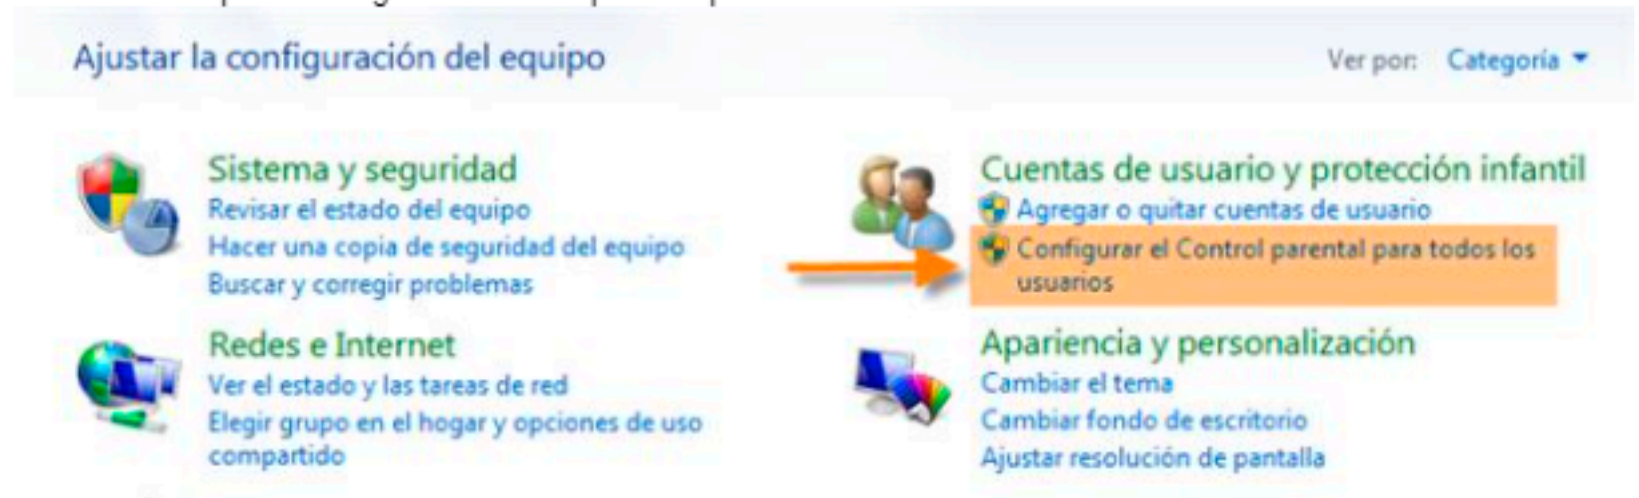 Ajustar la configuración del equipo
Ver por: Categoría
Sistema y seguridad
Revisar el estado del equipo
Hacer una copia de seguridad del equipo
Buscar y corregir problemas
Redes e Internet
Ver el estado y las tareas de red
Elegir grupo en el hogar y opciones de uso
compartido
Cuentas de usuario y protección infantil
Agregar o quitar cuentas de usuario
Configurar el Control parental para todos los
usuarios
Apariencia y personalización
Cambiar el tema
Cambiar fondo de escritorio
Ajustar resolución de pantalla